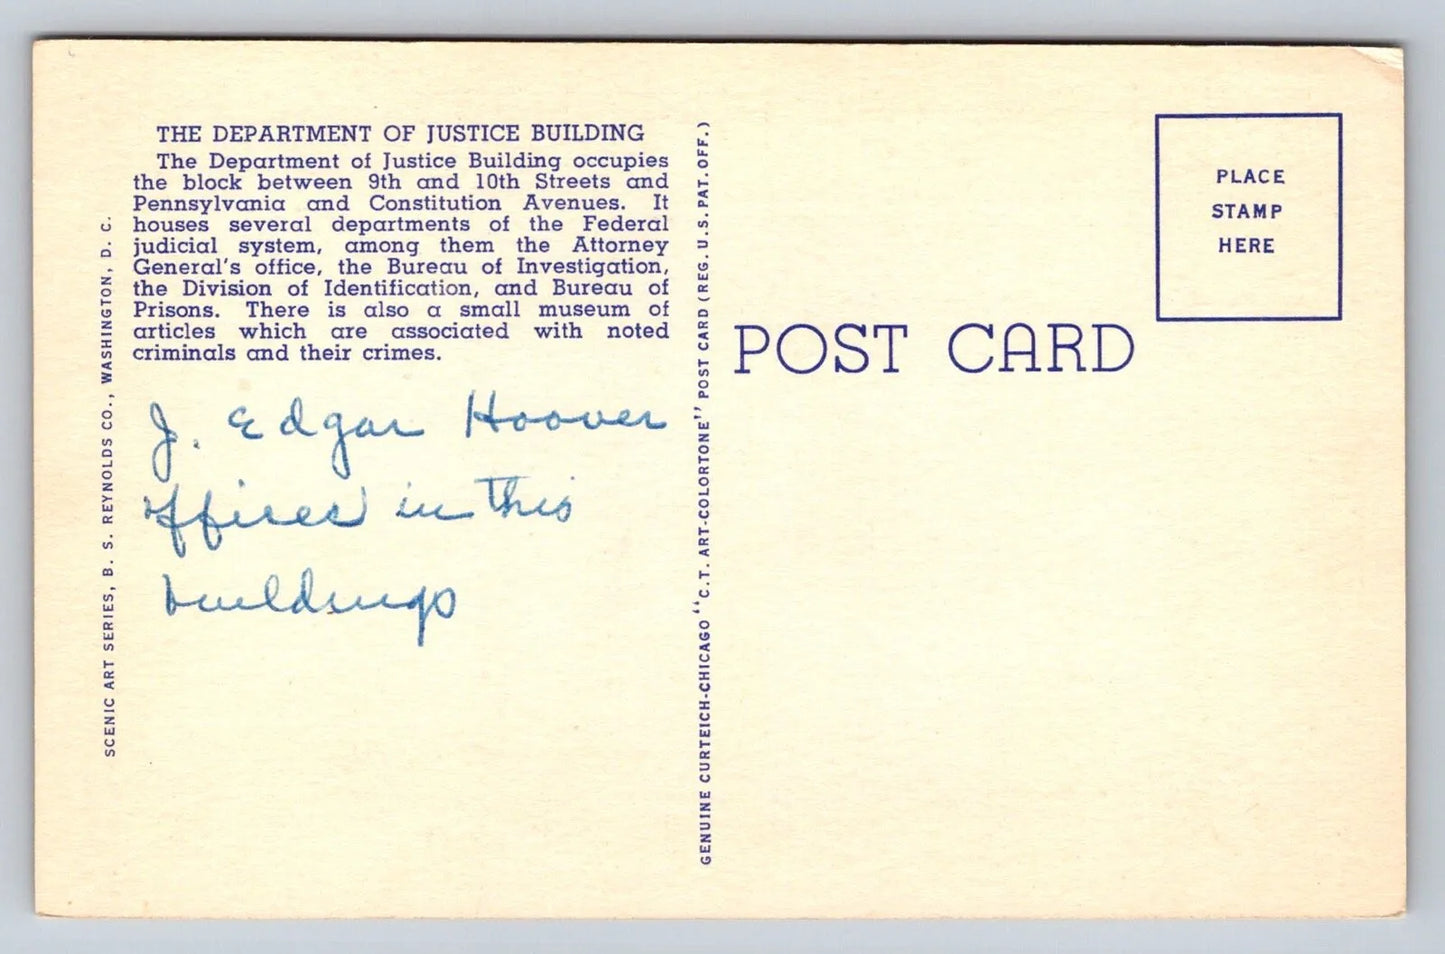 THE DEPARTMENT OF JUSTICE BUILDING
The Department of Justice Building occupies
the block between 9th and 10th Streets and
Pennsylvania and Constitution Avenues. It
houses several departments of the Federal
judicial system, among them the Attorney
General's office, the Bureau of Investigation,
the Division of Identification, and Bureau of
Prisons. There is also a small museum of
articles which are associated with noted
criminals and their crimes.
J. Edgar Hoover
offices in this
buildings
SCENIC ART SERIES, B. S. REYNOLDS CO., WASHINGTON, D. C.
GENUINE CURTEICH-CHICAGO "C.T. ART-COLORTONE" POST CARD (REG. U.S. PAT. OFF.)
POST CARD
PLACE
STAMP
HERE